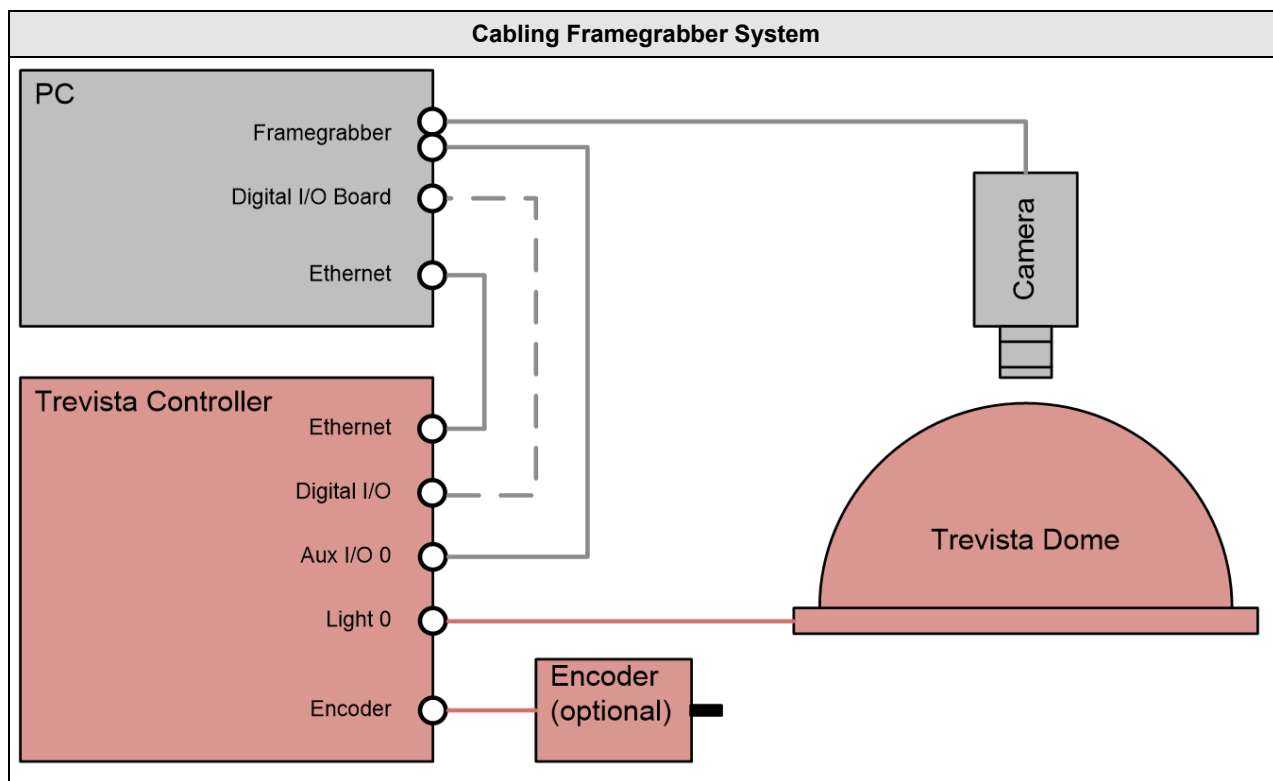 Cabling Framegrabber System
PC
Framegrabber
Digital I/O Board
Ethernet
Camera
Trevista Controller
Ethernet
Digital I/O
Aux I/O 0
Light 0
Encoder
Trevista Dome
Encoder
(optional)